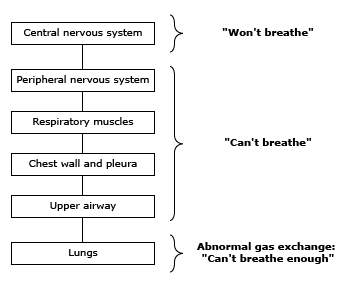 Central nervous system
"Won't breathe"
Peripheral nervous system
Respiratory muscles
"Can't breathe"
Chest wall and pleura
Upper airway
Lungs
Abnormal gas exchange:
"Can't breathe enough"